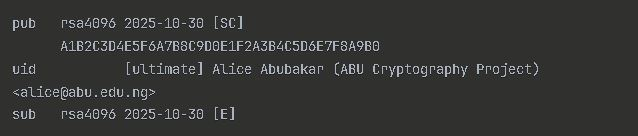 pub   rsa4096 2025-10-30 [SC]
      A1B2C3D4E5F6A7B8C9D0E1F2A3B4C5D6E7F8A9B0
uid           [ultimate] Alice Abubakar (ABU Cryptography Project)
<alice@abu.edu.ng>
sub   rsa4096 2025-10-30 [E]